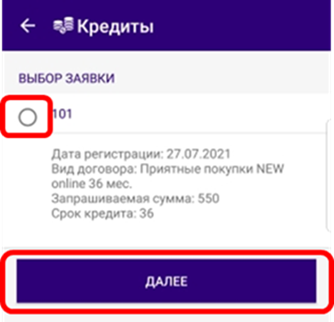 Кредиты
ВЫБОР ЗАЯВКИ
101
Дата регистрации: 27.07.2021
Вид договора: Приятные покупки NEW
online 36 мес.
Запрашиваемая сумма: 550
Срок кредита: 36
ДАЛЕЕ